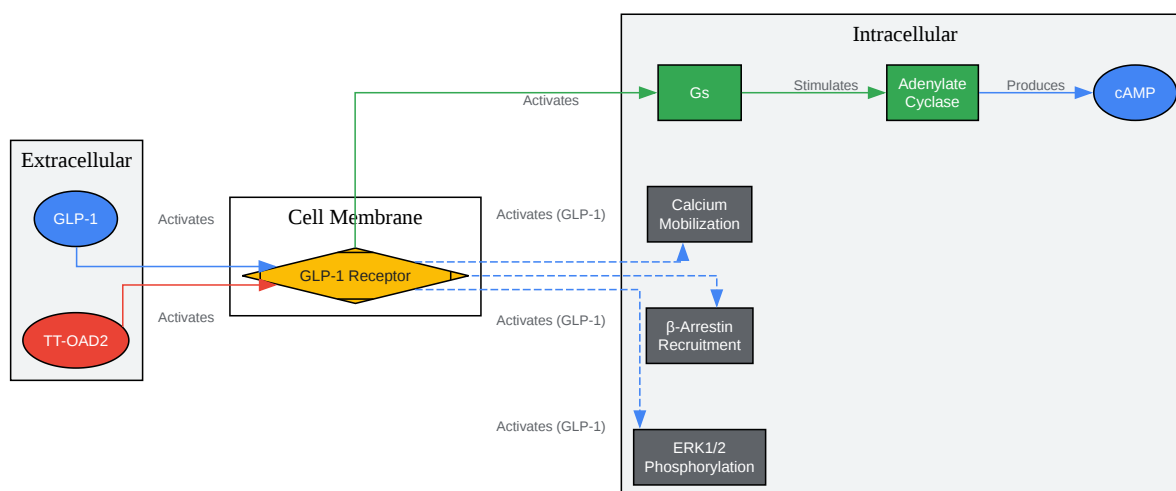 Intracellular
Gs
Stimulates
Adenylate
Cyclase
Produces
cAMP
Activates
Extracellular
GLP-1
Activates
Cell Membrane
GLP-1 Receptor
Activates (GLP-1)
Calcium
Mobilization
TT-OAD2
Activates
Activates (GLP-1)
β-Arrestin
Recruitment
Activates (GLP-1)
ERK1/2
Phosphorylation